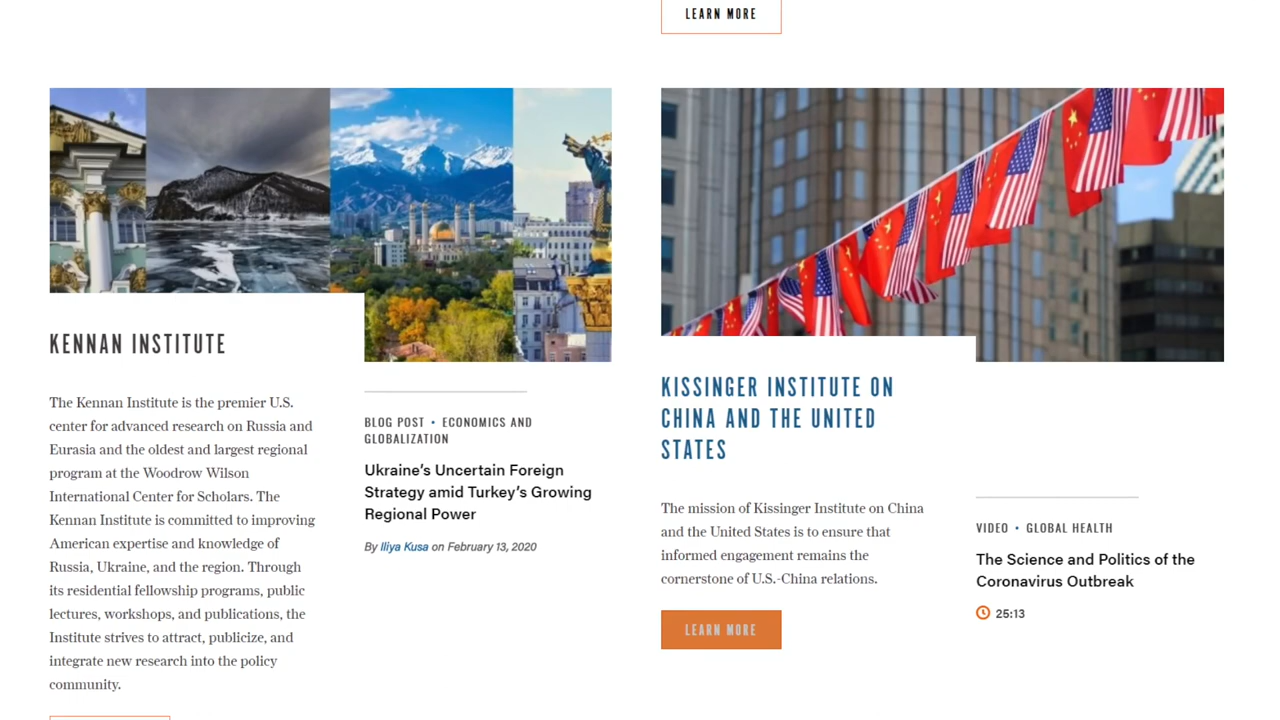 LEARN MORE
KENNAN INSTITUTE
The Kennan Institute is the premier U.S.
center for advanced research on Russia and
Eurasia and the oldest and largest regional
program at the Woodrow Wilson
International Center for Scholars. The
Kennan Institute is committed to improving
American expertise and knowledge of
Russia, Ukraine, and the region. Through
its residential fellowship programs, public
lectures, workshops, and publications, the
Institute strives to attract, publicize, and
integrate new research into the policy
community.
BLOG POST • ECONOMICS AND
GLOBALIZATION
Ukraine's Uncertain Foreign
Strategy amid Turkey's Growing
Regional Power
By Iliya Kusa on February 13, 2020
KISSINGER INSTITUTE ON
CHINA AND THE UNITED
STATES
The mission of Kissinger Institute on China
and the United States is to ensure that
informed engagement remains the
cornerstone of U.S.-China relations.
LEARN MORE
VIDEO • GLOBAL HEALTH
The Science and Politics of the
Coronavirus Outbreak
25:13